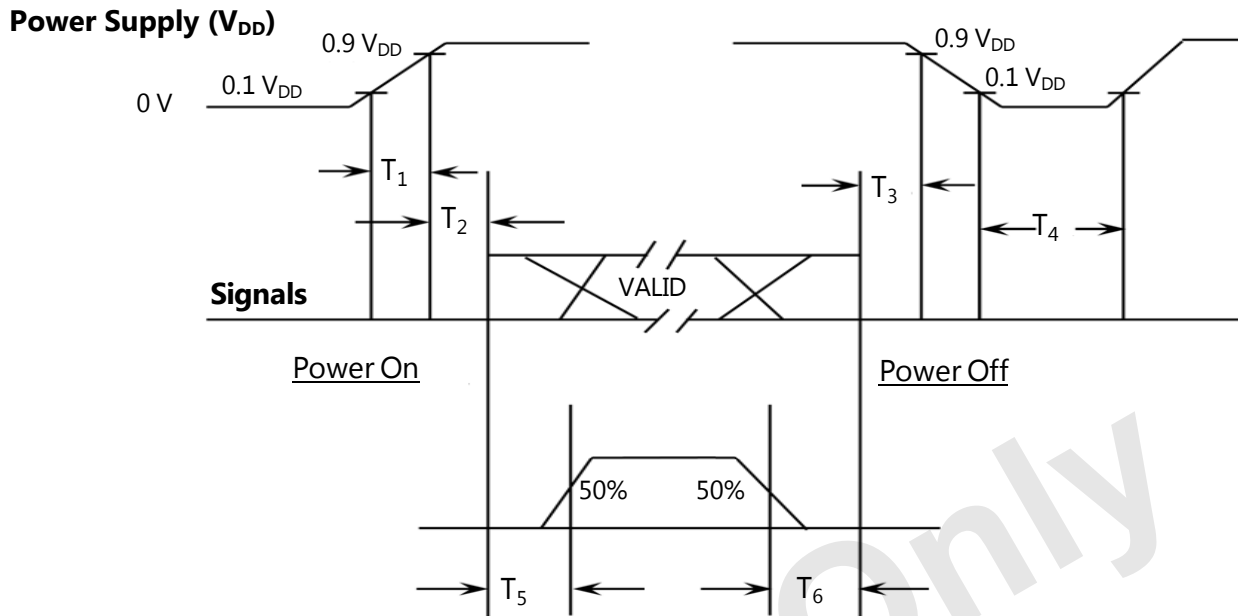 Power Supply (VDD)
0.9 VDD
0.9 VDD
0.1 VDD
0.1 VDD
0 V
T1
T3
T2
T4
VALID
Signals
Power On
Power Off
50%
50%
T5
T6
Only